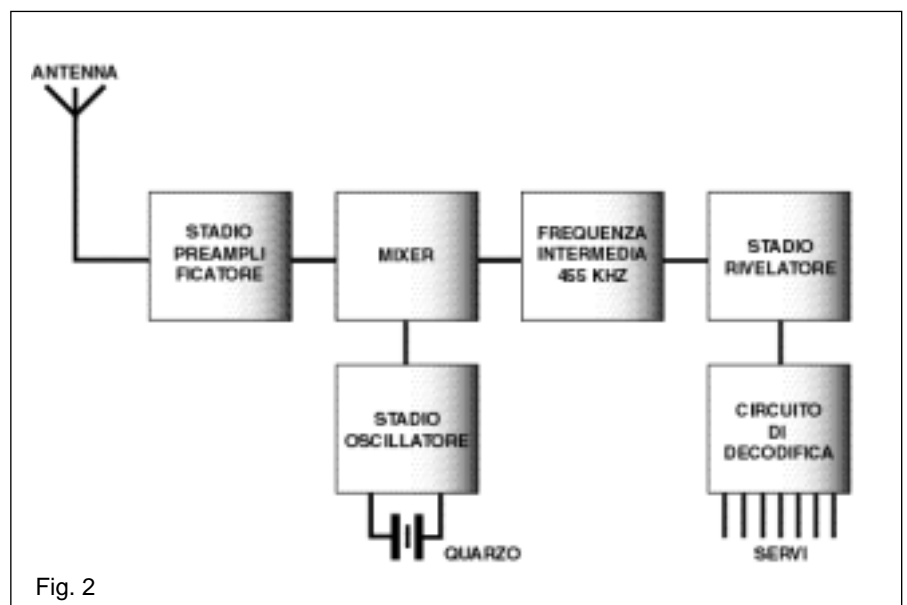 ANTENNA
STADIO
PREAMPLI
FICATORE
MIXER
FREQUENZA
INTERMEDIA
455 KHZ
STADIO
RIVELATORE
STADIO
OSCILLATORE
CIRCUITO
DI
DECODIFICA
QUARZO
SERVI
Fig. 2